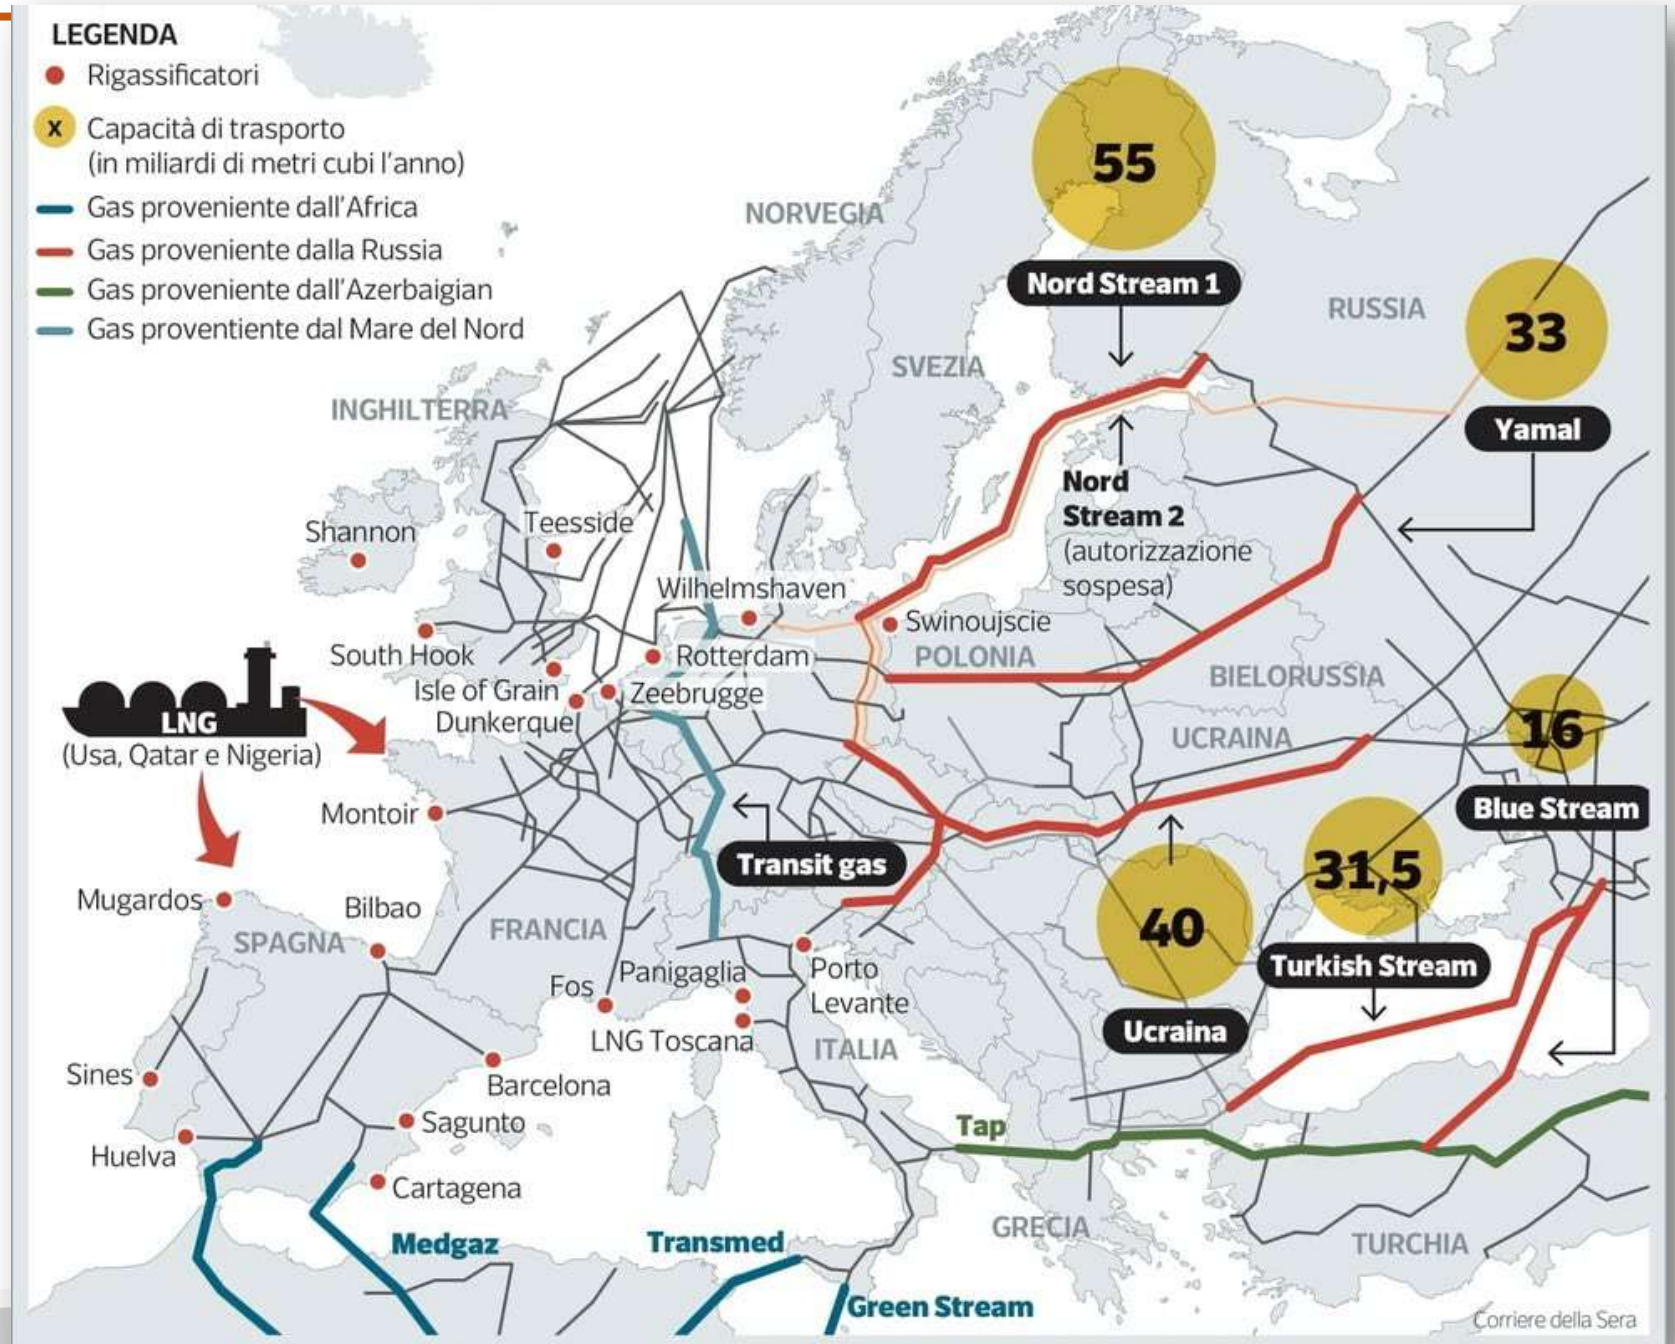 LEGENDA
Rigassificatori
x
Capacità di trasporto
(in miliardi di metri cubi l'anno)
Gas proveniente dall'Africa
Gas proveniente dalla Russia
Gas proveniente dall'Azerbaigian
Gas proventiente dal Mare del Nord
55
NORVEGIA
Nord Stream 1
RUSSIA
33
SVEZIA
INGHILTERRA
Yamal
Nord
Stream 2
(autorizzazione
sospesa)
Shannon
Teesside
Wilhelmshaven
Swinoujscie
South Hook
Rotterdam
POLONIA
BIELORUSSIA
Isle of Grain
Zeebrugge
Dunkerque
LNG
(Usa, Qatar e Nigeria)
UCRAINA
16
Blue Stream
Montoir
Transit gas
31,5
Mugardos
Bilbao
40
SPAGNA
FRANCIA
Turkish Stream
Panigaglia
Porto
Levante
Fos
Ucraina
LNG Toscana
ITALIA
Sines
Barcelona
Sagunto
Tap
Huelva
Cartagena
GRECIA
Medgaz
Transmed
TURCHIA
Green Stream
Corriere della Sera